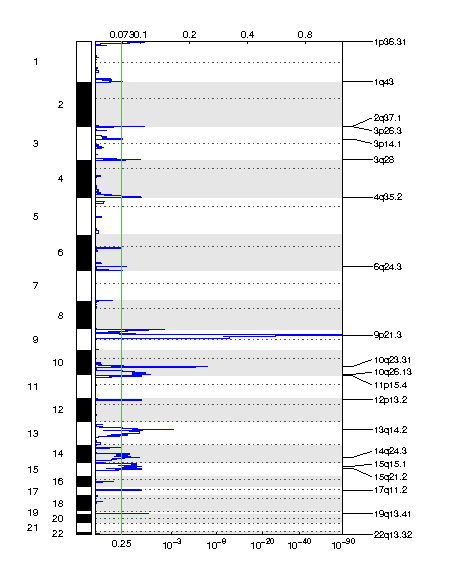 0.073 0.1 0.2 0.4 0.8
1 1p36.31
1q43
2
2q37.1
3p26.3
3 3p14.1
3q28
4
4q35.2
5
6
6q24.3
7
8
9 9p21.3
10q23.31
10 10q26.13
11 11p15.4
12p13.2
12
13 13q14.2
14 14q24.3
15q15.1
15 15q21.2
16
17 17q11.2
18
19 19q13.41
20
21
22 22q13.32
0.25 10⁻³ 10⁻⁹ 10⁻²⁰ 10⁻⁴⁰ 10⁻⁹⁰